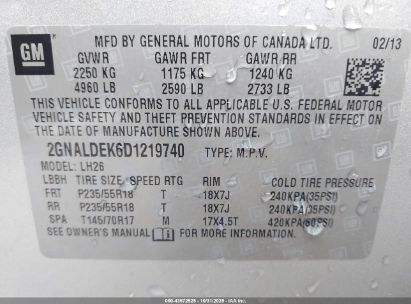 GM
MFD BY GENERAL MOTORS OF CANADA LTD. 02/13
GVWR GAWR FRT GAWR RR
2250 KG 1175 KG 1240 KG
4960 LB 2590 LB 2733 LB
THIS VEHICLE CONFORMS TO ALL APPLICABLE U.S. FEDERAL MOTOR
VEHICLE SAFETY AND THEFT PREVENTION STANDARDS IN EFFECT ON
THE DATE OF MANUFACTURE SHOWN ABOVE.
2GNALDEK6D1219740 TYPE: M.P.V.
MODEL: LH26
LBBH TIRE SIZE SPEED RTG RIM COLD TIRE PRESSURE
FRT P235/55R18 T 18X7J 240KPA(35PSI)
RR P235/55R18 T 18X7J 240KPA(35PSI)
SPA T145/70R17 M 17X4.5T 420KPA(60PSI)
SEE OWNER'S MANUAL FOR ADDITIONAL INFORMATION.